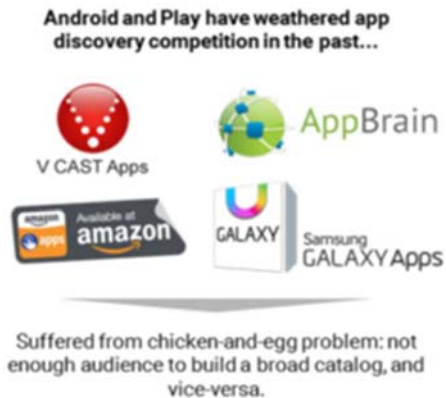 Android and Play have weathered app
discovery competition in the past...
V CAST Apps
AppBrain
amazon
apps
Available at
amazon
GALAXY
Samsung
GALAXY Apps
Suffered from chicken-and-egg problem: not
enough audience to build a broad catalog, and
vice-versa.